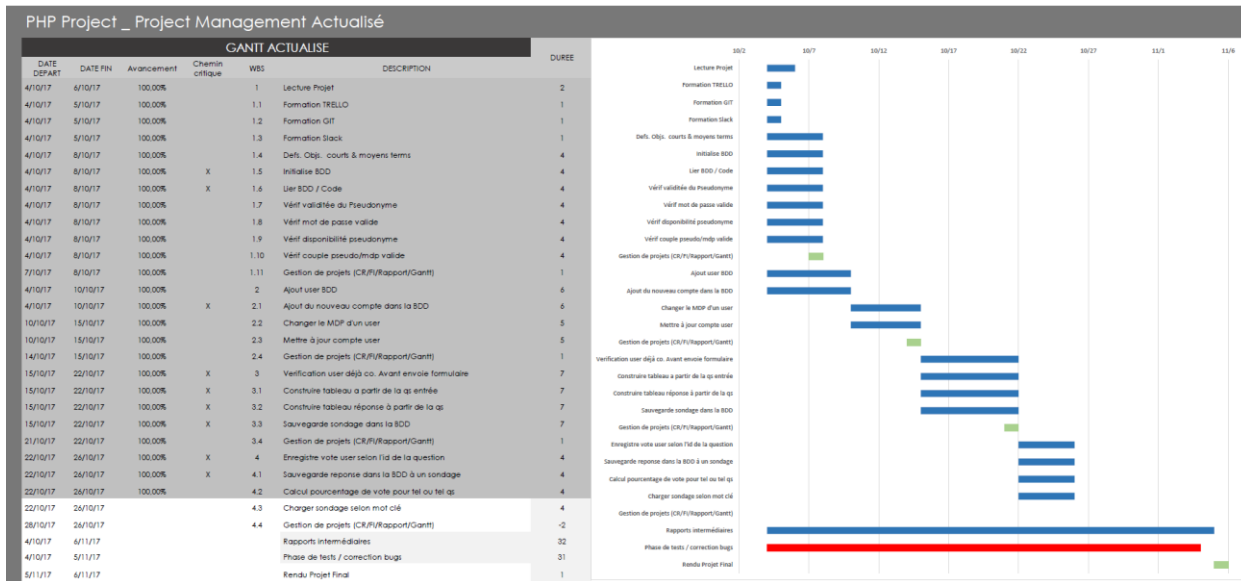 PHP Project _ Project Management Actualisé
GANTT ACTUALISE
DUREE
DATE DEPART DATE FIN Avancement Chemin critique WBS DESCRIPTION
4/10/17 6/10/17 100,00% 1 Lecture Projet 2
4/10/17 5/10/17 100,00% 1.1 Formation TRELLO 1
4/10/17 5/10/17 100,00% 1.2 Formation GIT 1
4/10/17 5/10/17 100,00% 1.3 Formation Slack 1
4/10/17 8/10/17 100,00% 1.4 Defs. Objs. courts & moyens terms 4
4/10/17 8/10/17 100,00% X 1.5 Initialise BDD 4
4/10/17 8/10/17 100,00% X 1.6 Lier BDD / Code 4
4/10/17 8/10/17 100,00% 1.7 Vérif validitée du Pseudonyme 4
4/10/17 8/10/17 100,00% 1.8 Vérif mot de passe valide 4
4/10/17 8/10/17 100,00% 1.9 Vérif disponibilité pseudonyme 4
4/10/17 8/10/17 100,00% 1.10 Vérif couple pseudo/mdp valide 4
7/10/17 8/10/17 100,00% 1.11 Gestion de projets (CR/FI/Rapport/Gantt) 1
4/10/17 10/10/17 100,00% 2 Ajout user BDD 6
4/10/17 10/10/17 100,00% X 2.1 Ajout du nouveau compte dans la BDD 6
10/10/17 15/10/17 100,00% 2.2 Changer le MDP d'un user 5
10/10/17 15/10/17 100,00% 2.3 Mettre à jour compte user 5
14/10/17 15/10/17 100,00% 2.4 Gestion de projets (CR/FI/Rapport/Gantt) 1
15/10/17 22/10/17 100,00% X 3 Verification user déjà co. Avant envoie formulaire 7
15/10/17 22/10/17 100,00% X 3.1 Construire tableau a partir de la qs entrée 7
15/10/17 22/10/17 100,00% X 3.2 Construire tableau réponse à partir de la qs 7
15/10/17 22/10/17 100,00% X 3.3 Sauvegarde sondage dans la BDD 7
21/10/17 22/10/17 100,00% 3.4 Gestion de projets (CR/FI/Rapport/Gantt) 1
22/10/17 26/10/17 100,00% X 4 Enregistre vote user selon l'id de la question 4
22/10/17 26/10/17 100,00% X 4.1 Sauvegarde reponse dans la BDD à un sondage 4
22/10/17 26/10/17 100,00% 4.2 Calcul pourcentage de vote pour tel ou tel qs 4
22/10/17 26/10/17 4.3 Charger sondage selon mot clé 4
28/10/17 26/10/17 4.4 Gestion de projets (CR/FI/Rapport/Gantt) -2
4/10/17 6/11/17 Rapports intermédiaires 32
4/10/17 5/11/17 Phase de tests / correction bugs 31
5/11/17 6/11/17 Rendu Projet Final 1
10/2 10/7 10/12 10/17 10/22 10/27 11/1 11/6
Lecture Projet
Formation TRELLO
Formation GIT
Formation Slack
Defs. Objs. courts & moyens terms
Initialise BDD
Lier BDD / Code
Vérif validitée du Pseudonyme
Vérif mot de passe valide
Vérif disponibilité pseudonyme
Vérif couple pseudo/mdp valide
Gestion de projets (CR/FI/Rapport/Gantt)
Ajout user BDD
Ajout du nouveau compte dans la BDD
Changer le MDP d'un user
Mettre à jour compte user
Gestion de projets (CR/FI/Rapport/Gantt)
Verification user déjà co. Avant envoie formulaire
Construire tableau a partir de la qs entrée
Construire tableau réponse à partir de la qs
Sauvegarde sondage dans la BDD
Gestion de projets (CR/FI/Rapport/Gantt)
Enregistre vote user selon l'id de la question
Sauvegarde reponse dans la BDD à un sondage
Calcul pourcentage de vote pour tel ou tel qs
Charger sondage selon mot clé
Gestion de projets (CR/FI/Rapport/Gantt)
Rapports intermédiaires
Phase de tests / correction bugs
Rendu Projet Final